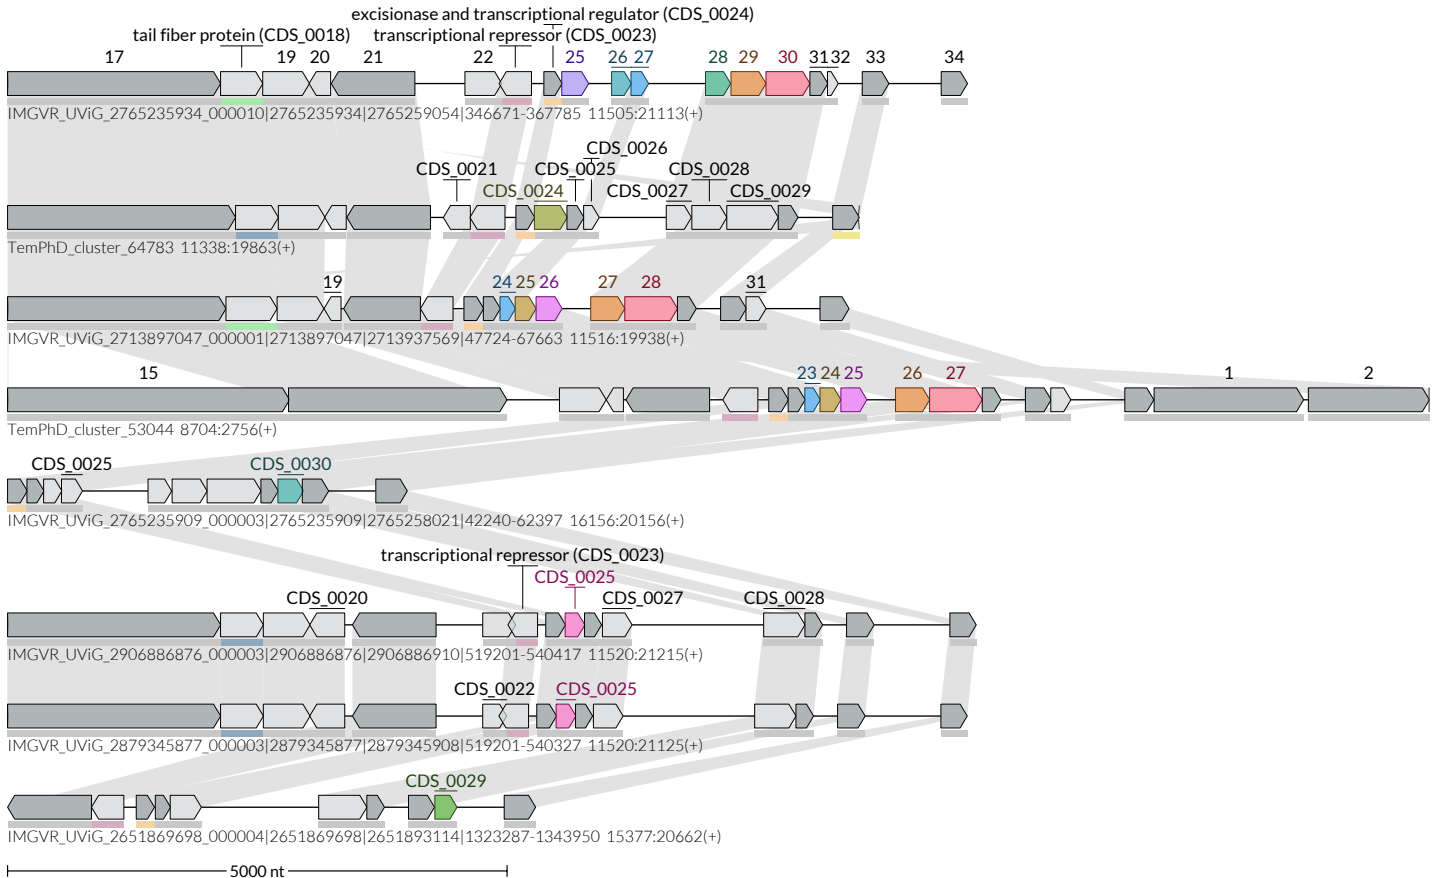 excisionase and transcriptional regulator (CDS_0024)
tail fiber protein (CDS_0018) transcriptional repressor (CDS_0023)
17 19 20 21 22 25 26 27 28 29 30 31 32 33 34
IMGVR_UViG_2765235934_000010|2765235934|2765259054|346671-367785 11505:21113(+)
CDS_0026
CDS_0021 CDS_0025 CDS_0028
CDS_0024 CDS_0027 CDS_0029
TemPhD_cluster_64783 11338:19863(+)
19 24 25 26 27 28 31
IMGVR_UViG_2713897047_000001|2713897047|2713937569|47724-67663 11516:19938(+)
15 23 24 25 26 27 1 2
TemPhD_cluster_53044 8704:2756(+)
CDS_0025 CDS_0030
IMGVR_UViG_2765235909_000003|2765235909|2765258021|42240-62397 16156:20156(+)
transcriptional repressor (CDS_0023)
CDS_0025
CDS_0020 CDS_0027 CDS_0028
IMGVR_UViG_2906886876_000003|2906886876|2906886910|519201-540417 11520:21215(+)
CDS_0022 CDS_0025
IMGVR_UViG_2879345877_000003|2879345877|2879345908|519201-540327 11520:21125(+)
CDS_0029
IMGVR_UViG_2651869698_000004|2651869698|2651893114|1323287-1343950 15377:20662(+)
5000 nt